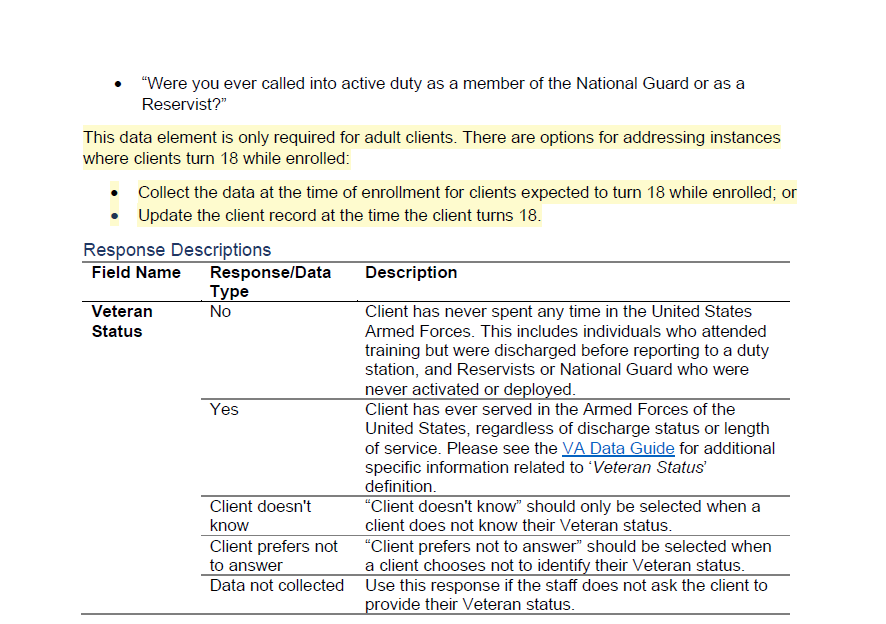 • “Were you ever called into active duty as a member of the National Guard or as a
Reservist?”
This data element is only required for adult clients. There are options for addressing instances
where clients turn 18 while enrolled:
• Collect the data at the time of enrollment for clients expected to turn 18 while enrolled; or
• Update the client record at the time the client turns 18.
Response Descriptions
Field Name Response/Data Description
Type
Veteran No Client has never spent any time in the United States
Status Armed Forces. This includes individuals who attended
training but were discharged before reporting to a duty
station, and Reservists or National Guard who were
never activated or deployed.
Yes Client has ever served in the Armed Forces of the
United States, regardless of discharge status or length
of service. Please see the VA Data Guide for additional
specific information related to ‘Veteran Status’
definition.
Client doesn't “Client doesn't know” should only be selected when a
know client does not know their Veteran status.
Client prefers not “Client prefers not to answer” should be selected when
to answer a client chooses not to identify their Veteran status.
Data not collected Use this response if the staff does not ask the client to
provide their Veteran status.